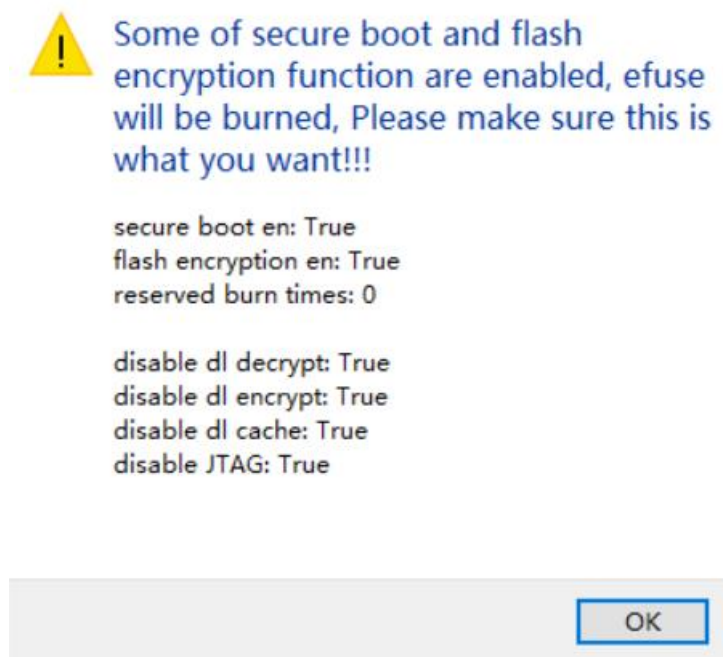 Some of secure boot and flash
encryption function are enabled, efuse
will be burned, Please make sure this is
what you want!!!
secure boot en: True
flash encryption en: True
reserved burn times: 0
disable dl decrypt: True
disable dl encrypt: True
disable dl cache: True
disable JTAG: True
OK